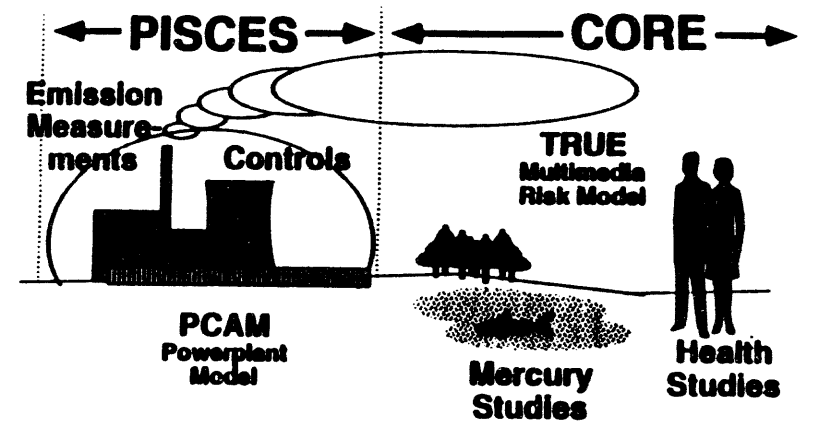 PISCES
CORE
Emission
Measure-
ments
Controls
TRUE
Multimedia
Risk Model
PCAM
Powerplant
Model
Mercury
Studies
Health
Studies